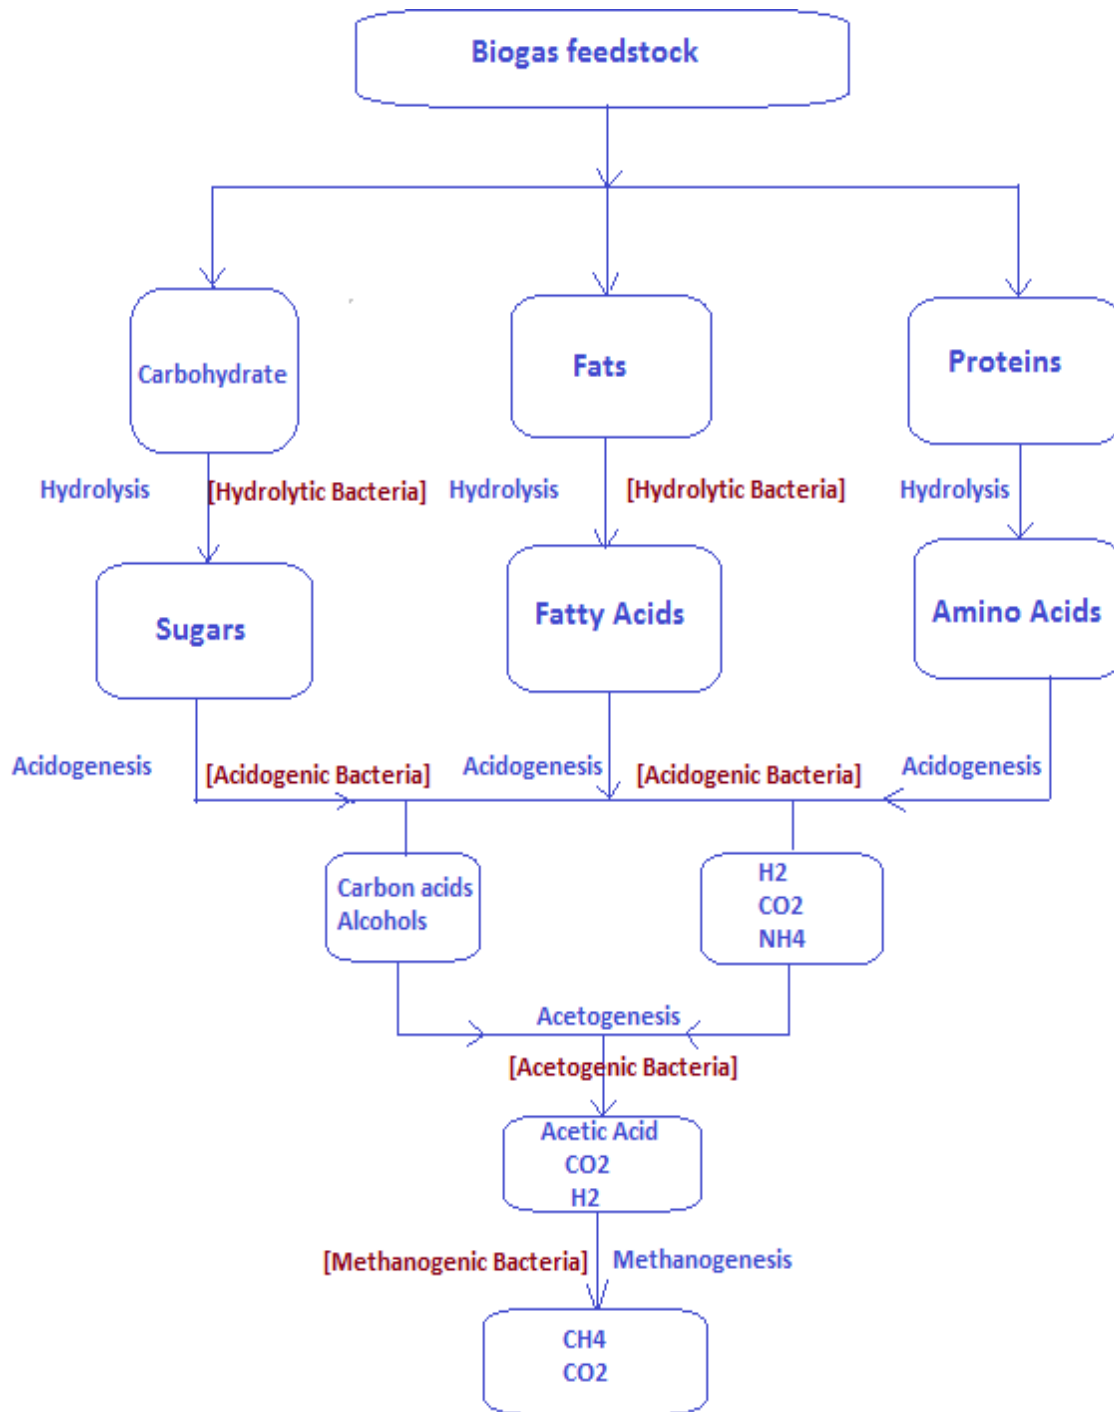 Biogas feedstock
Carbohydrate
Fats
Proteins
Hydrolysis
[Hydrolytic Bacteria]
Hydrolysis
[Hydrolytic Bacteria]
Hydrolysis
Sugars
Fatty Acids
Amino Acids
Acidogenesis
[Acidogenic Bacteria]
Acidogenesis
[Acidogenic Bacteria]
Acidogenesis
Carbon acids
Alcohols
H2
CO2
NH4
Acetogenesis
[Acetogenic Bacteria]
Acetic Acid
CO2
H2
[Methanogenic Bacteria]
Methanogenesis
CH4
CO2